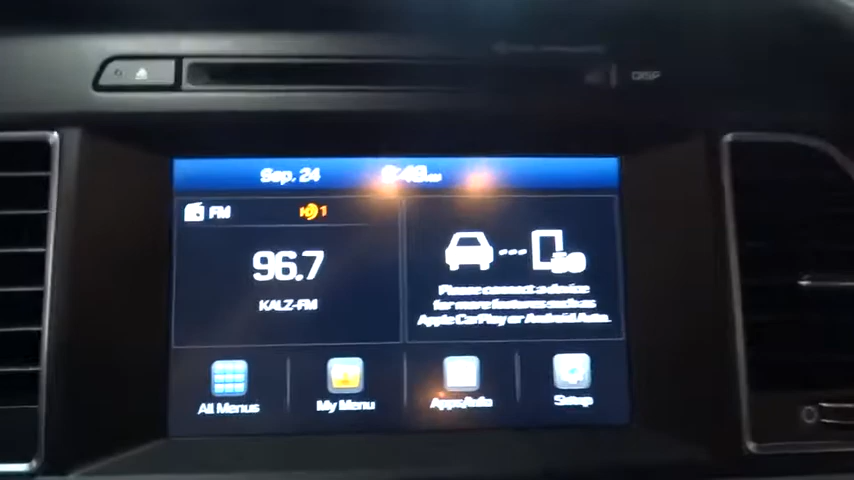 DISP
Sep. 24
FM
1
96.7
KALZ-FM
Please connect a device
for more features such as
Apple CarPlay or Android Auto.
All Menus
My Menu
Setup